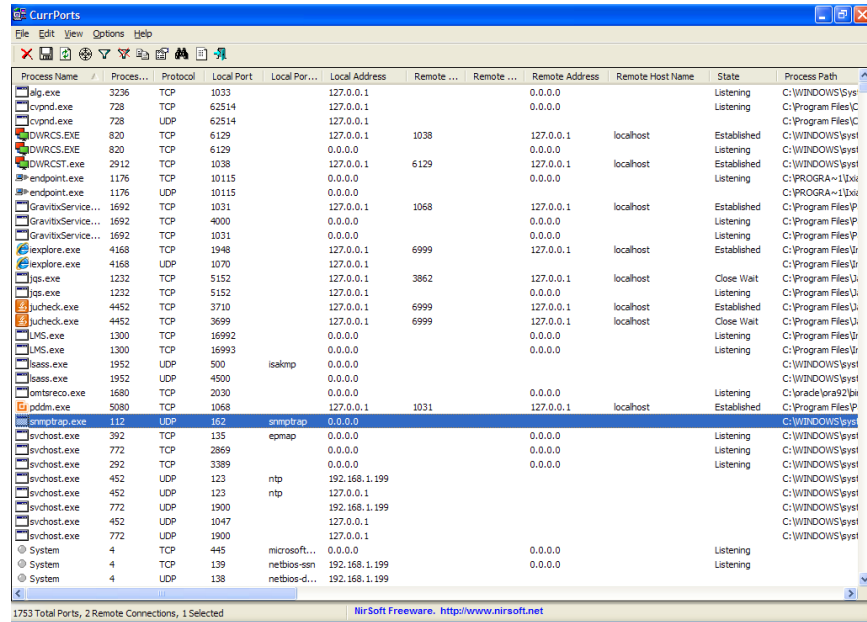 CurrPorts
File Edit View Options Help
Process Name / Proces... Protocol Local Port Local Por... Local Address Remote ... Remote ... Remote Address Remote Host Name State Process Path
alg.exe 3236 TCP 1033 127.0.0.1 0.0.0.0 Listening C:\WINDOWS\Sys
cvpnd.exe 728 TCP 62514 127.0.0.1 0.0.0.0 Listening C:\Program Files\C
cvpnd.exe 728 UDP 62514 127.0.0.1 C:\Program Files\C
DWRCS.EXE 820 TCP 6129 127.0.0.1 1038 127.0.0.1 localhost Established C:\WINDOWS\syst
DWRCS.EXE 820 TCP 6129 0.0.0.0 0.0.0.0 Listening C:\WINDOWS\syst
DWRCST.exe 2912 TCP 1038 127.0.0.1 6129 127.0.0.1 localhost Established C:\WINDOWS\syst
endpoint.exe 1176 TCP 10115 0.0.0.0 0.0.0.0 Listening C:\PROGRA~1\Ixia
endpoint.exe 1176 UDP 10115 0.0.0.0 C:\PROGRA~1\Ixia
GravitixService... 1692 TCP 1031 127.0.0.1 1068 127.0.0.1 localhost Established C:\Program Files\P
GravitixService... 1692 TCP 4000 0.0.0.0 0.0.0.0 Listening C:\Program Files\P
GravitixService... 1692 TCP 1031 0.0.0.0 0.0.0.0 Listening C:\Program Files\P
iexplore.exe 4168 TCP 1948 127.0.0.1 6999 127.0.0.1 localhost Established C:\Program Files\In
iexplore.exe 4168 UDP 1070 127.0.0.1 C:\Program Files\In
jqs.exe 1232 TCP 5152 127.0.0.1 3862 127.0.0.1 localhost Close Wait C:\Program Files\Ja
jqs.exe 1232 TCP 5152 127.0.0.1 0.0.0.0 Listening C:\Program Files\Ja
jucheck.exe 4452 TCP 3710 127.0.0.1 6999 127.0.0.1 localhost Established C:\Program Files\Ja
jucheck.exe 4452 TCP 3699 127.0.0.1 6999 127.0.0.1 localhost Close Wait C:\Program Files\Ja
LMS.exe 1300 TCP 16992 0.0.0.0 0.0.0.0 Listening C:\Program Files\In
LMS.exe 1300 TCP 16993 0.0.0.0 0.0.0.0 Listening C:\Program Files\In
lsass.exe 1952 UDP 500 isakmp 0.0.0.0 C:\WINDOWS\syst
lsass.exe 1952 UDP 4500 0.0.0.0 C:\WINDOWS\syst
omtsreco.exe 1680 TCP 2030 0.0.0.0 0.0.0.0 Listening C:\oracle\ora92\bin
pddm.exe 5080 TCP 1068 127.0.0.1 1031 127.0.0.1 localhost Established C:\Program Files\P
snmptrap.exe 112 UDP 162 snmptrap 0.0.0.0 C:\WINDOWS\syst
svchost.exe 392 TCP 135 epmap 0.0.0.0 0.0.0.0 Listening C:\WINDOWS\syst
svchost.exe 772 TCP 2869 0.0.0.0 0.0.0.0 Listening C:\WINDOWS\syst
svchost.exe 292 TCP 3389 0.0.0.0 0.0.0.0 Listening C:\WINDOWS\syst
svchost.exe 452 UDP 123 ntp 192.168.1.199 C:\WINDOWS\syst
svchost.exe 452 UDP 123 ntp 127.0.0.1 C:\WINDOWS\syst
svchost.exe 772 UDP 1900 192.168.1.199 C:\WINDOWS\syst
svchost.exe 452 UDP 1047 127.0.0.1 C:\WINDOWS\syst
svchost.exe 772 UDP 1900 127.0.0.1 C:\WINDOWS\syst
System 4 TCP 445 microsoft... 0.0.0.0 0.0.0.0 Listening
System 4 TCP 139 netbios-ssn 192.168.1.199 0.0.0.0 Listening
System 4 UDP 138 netbios-d... 192.168.1.199
1753 Total Ports, 2 Remote Connections, 1 Selected NirSoft Freeware. http://www.nirsoft.net